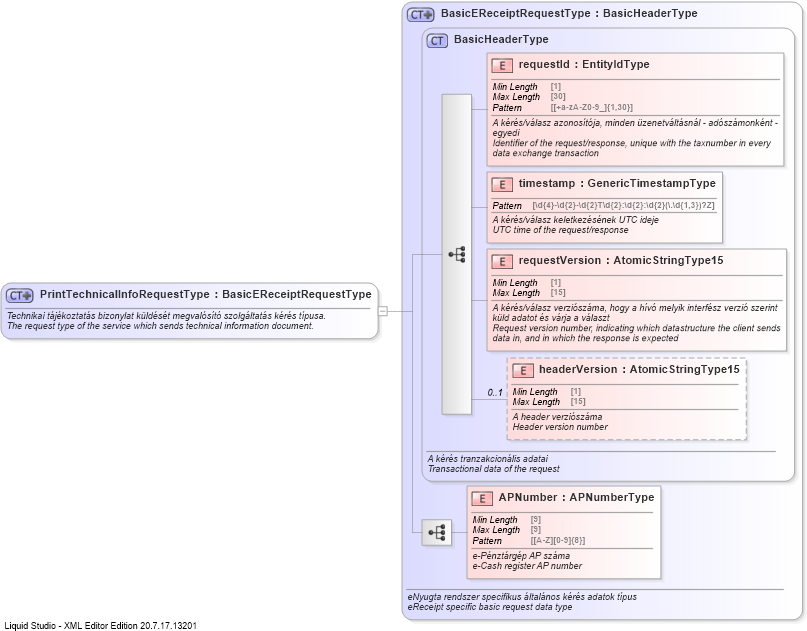 BasicEReceiptRequestType : BasicHeaderType
BasicHeaderType
requestId : EntityIdType
Min Length [1]
Max Length [30]
Pattern [[+a-zA-Z0-9_]{1,30}]
A kérés/válasz azonosítója, minden üzenetváltásnál - adószámonként -
egyedi
Identifier of the request/response, unique with the taxnumber in every
data exchange transaction
timestamp : GenericTimestampType
Pattern [\d{4}-\d{2}-\d{2}T\d{2}:\d{2}:\d{2}(\.\d{1,3})?Z]
A kérés/válasz keletkezésének UTC ideje
UTC time of the request/response
requestVersion : AtomicStringType15
Min Length [1]
Max Length [15]
A kérés/válasz verziószáma, hogy a hívó melyik interfész verzió szerint
küld adatot és várja a választ
Request version number, indicating which datastructure the client sends
data in, and in which the response is expected
0..1
headerVersion : AtomicStringType15
Min Length [1]
Max Length [15]
A header verziószáma
Header version number
A kérés tranzakcionális adatai
Transactional data of the request
PrintTechnicalInfoRequestType : BasicEReceiptRequestType
Technikai tájékoztatás bizonylat küldését megvalósító szolgáltatás kérés típusa.
The request type of the service which sends technical information document.
APNumber : APNumberType
Min Length [9]
Max Length [9]
Pattern [[A-Z][0-9]{8}]
e-Pénztárgép AP száma
e-Cash register AP number
eNyugta rendszer specifikus általános kérés adatok típus
eReceipt specific basic request data type
Liquid Studio - XML Editor Edition 20.7.17.13201
CT
CT
E
E
E
E
CT
E